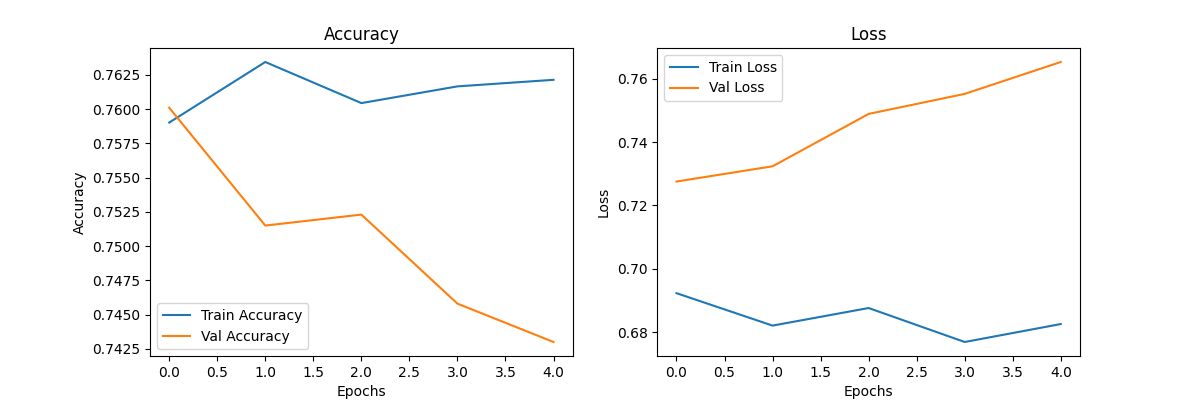 Accuracy
0.7625
0.7600
0.7575
0.7550
0.7525
0.7500
0.7475
0.7450
0.7425
Accuracy
Train Accuracy
Val Accuracy
0.0 0.5 1.0 1.5 2.0 2.5 3.0 3.5 4.0
Epochs
Loss
0.76
0.74
0.72
0.70
0.68
Loss
Train Loss
Val Loss
0.0 0.5 1.0 1.5 2.0 2.5 3.0 3.5 4.0
Epochs